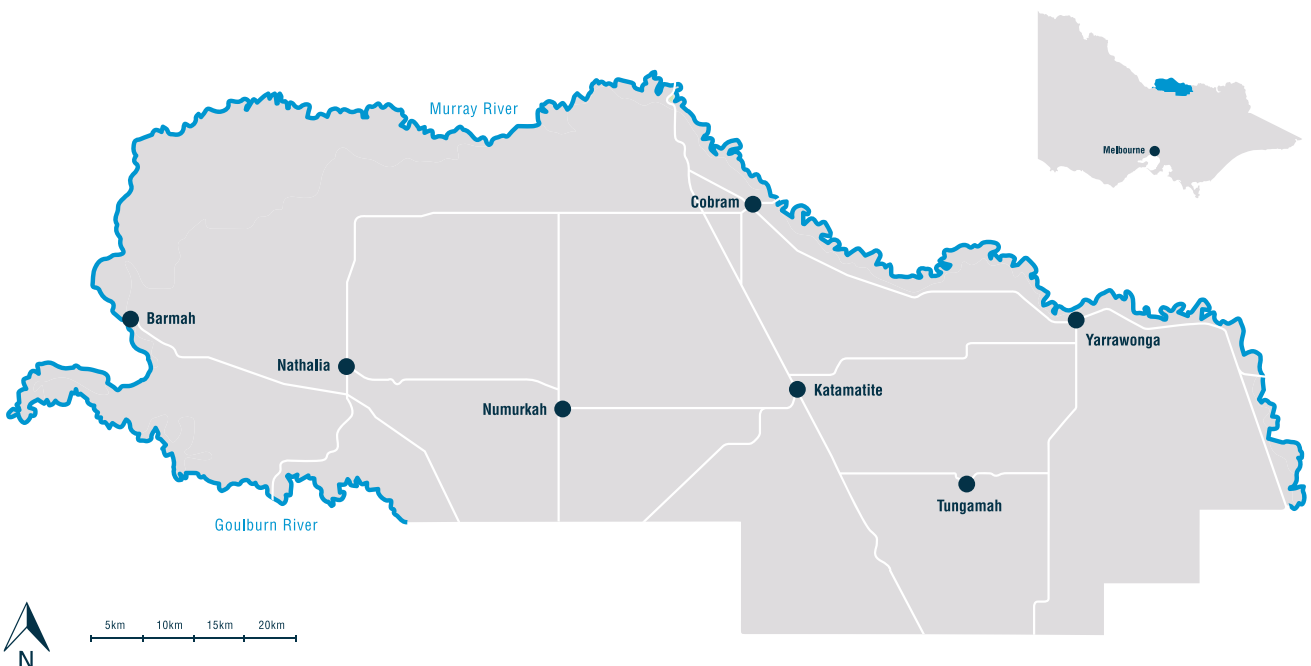 Murray River
Melbourne
Cobram
Barmah
Yarrawonga
Nathalia
Katamatite
Numurkah
Tungamah
Goulburn River
5km 10km 15km 20km
N